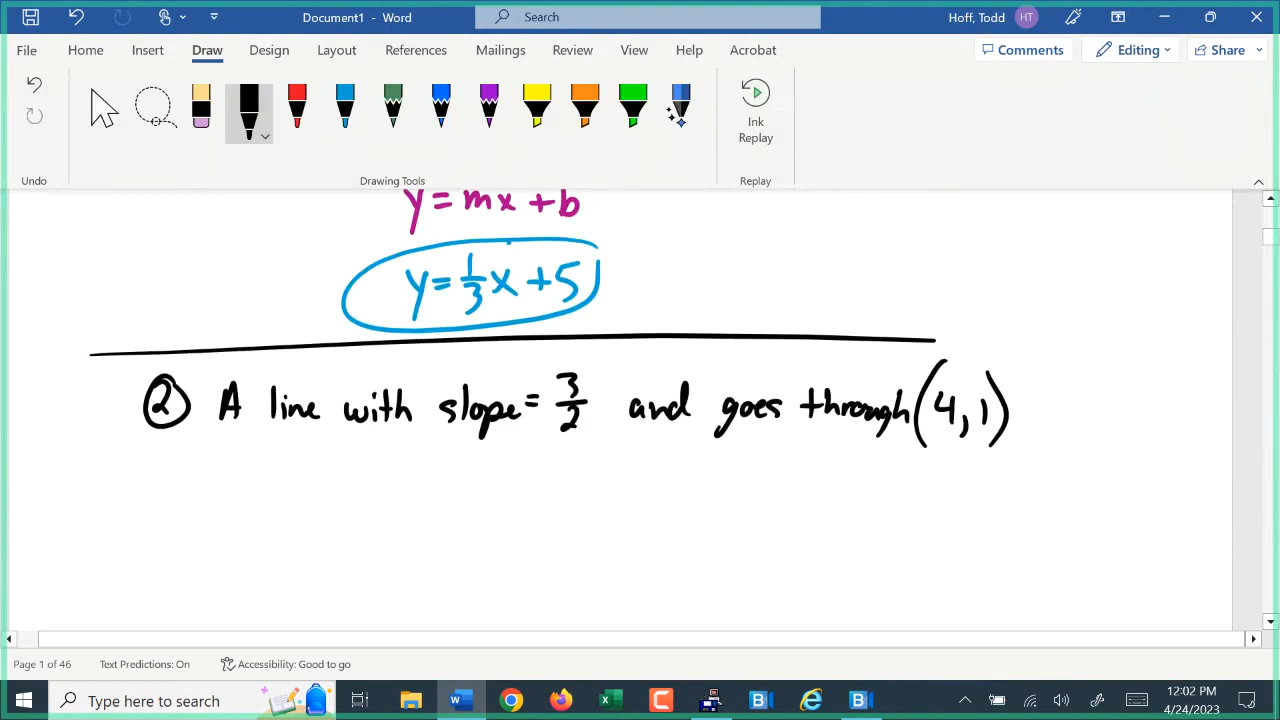 Document1 - Word
Search
Hoff, Todd
HT
File Home Insert Draw Design Layout References Mailings Review View Help Acrobat
Comments
Editing
Share
Ink
Replay
Undo
Drawing Tools
Replay
y = mx + b
y = 1/3 x + 5
② A line with slope = 3/2 and goes through (4, 1)
Page 1 of 46
Text Predictions: On
Accessibility: Good to go
Type here to search
12:02 PM
4/24/2023